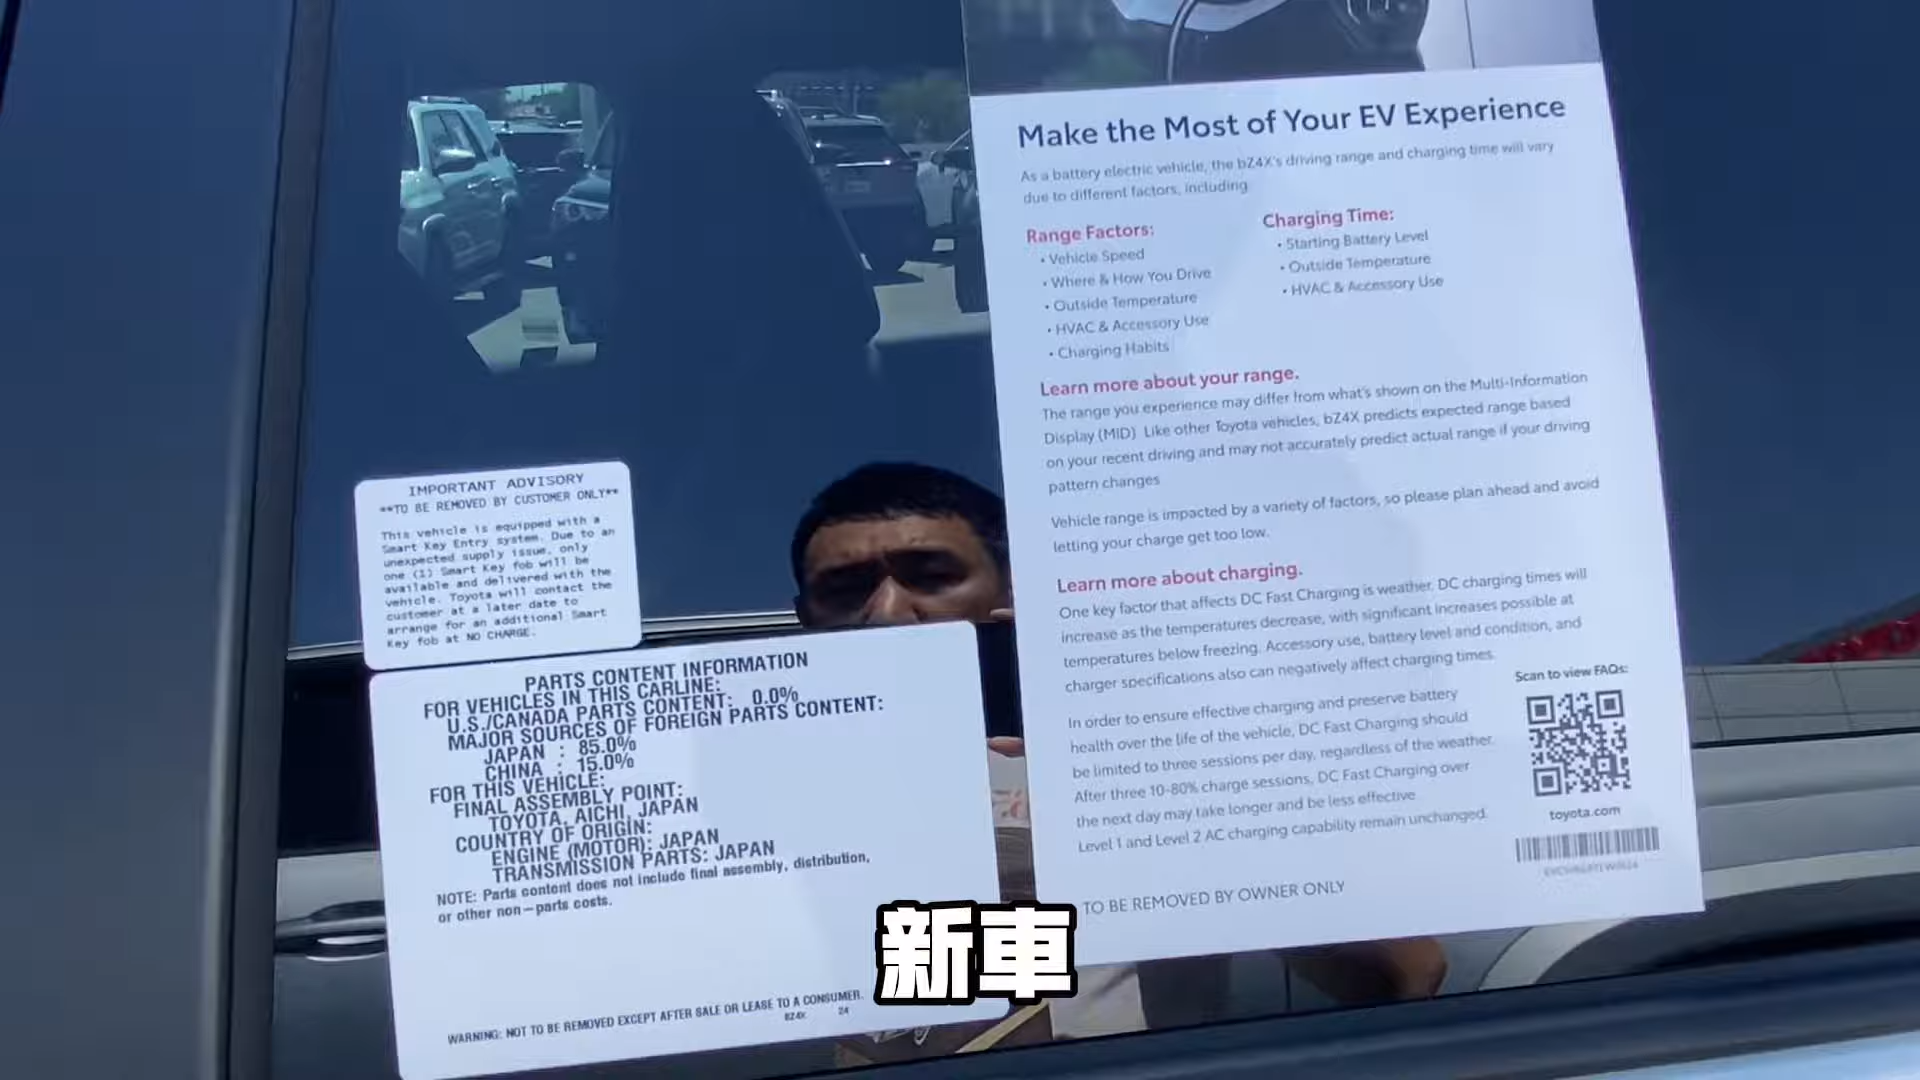 Make the Most of Your EV Experience
As a battery electric vehicle, the bZ4X's driving range and charging time will vary
due to different factors, including
Range Factors:
• Vehicle Speed
• Where & How You Drive
• Outside Temperature
• HVAC & Accessory Use
• Charging Habits
Charging Time:
• Starting Battery Level
• Outside Temperature
• HVAC & Accessory Use
Learn more about your range.
The range you experience may differ from what's shown on the Multi-Information
Display (MID). Like other Toyota vehicles, bZ4X predicts expected range based
on your recent driving and may not accurately predict actual range if your driving
pattern changes
Vehicle range is impacted by a variety of factors, so please plan ahead and avoid
letting your charge get too low.
Learn more about charging.
One key factor that affects DC Fast Charging is weather. DC charging times will
increase as the temperatures decrease, with significant increases possible at
temperatures below freezing. Accessory use, battery level and condition, and
charger specifications also can negatively affect charging times.
In order to ensure effective charging and preserve battery
health over the life of the vehicle, DC Fast Charging should
be limited to three sessions per day, regardless of the weather.
After three 10-80% charge sessions, DC Fast Charging over
the next day may take longer and be less effective
Level 1 and Level 2 AC charging capability remain unchanged.
Scan to view FAQs:
toyota.com
TO BE REMOVED BY OWNER ONLY
IMPORTANT ADVISORY
**TO BE REMOVED BY CUSTOMER ONLY**
This vehicle is equipped with a
Smart Key Entry system. Due to an
unexpected supply issue, only
one (1) Smart Key fob will be
available and delivered with the
vehicle. Toyota will contact the
customer at a later date to
arrange for an additional Smart
Key fob at NO CHARGE.
PARTS CONTENT INFORMATION
FOR VEHICLES IN THIS CARLINE:
U.S./CANADA PARTS CONTENT: 0.0%
MAJOR SOURCES OF FOREIGN PARTS CONTENT:
JAPAN : 85.0%
CHINA : 15.0%
FOR THIS VEHICLE:
FINAL ASSEMBLY POINT:
TOYOTA, AICHI, JAPAN
COUNTRY OF ORIGIN:
ENGINE (MOTOR): JAPAN
TRANSMISSION PARTS: JAPAN
NOTE: Parts content does not include final assembly, distribution,
or other non-parts costs.
WARNING: NOT TO BE REMOVED EXCEPT AFTER SALE OR LEASE TO A CONSUMER.
BZ4X 24
新車